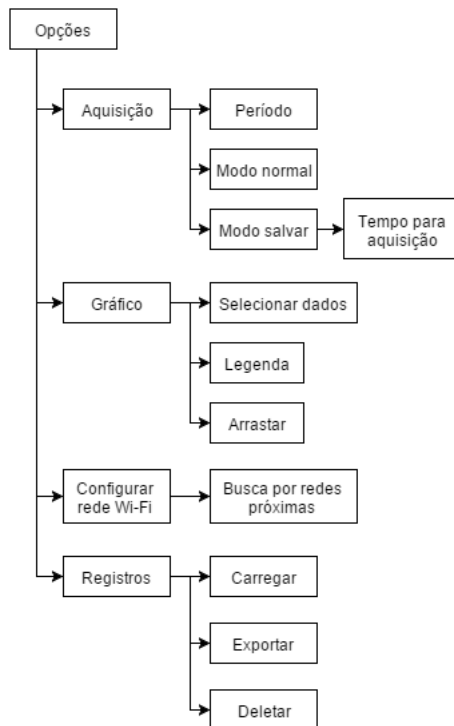 Opções
Aquisição
Período
Modo normal
Modo salvar
Tempo para
aquisição
Gráfico
Selecionar dados
Legenda
Arrastar
Configurar
rede Wi-Fi
Busca por redes
próximas
Registros
Carregar
Exportar
Deletar